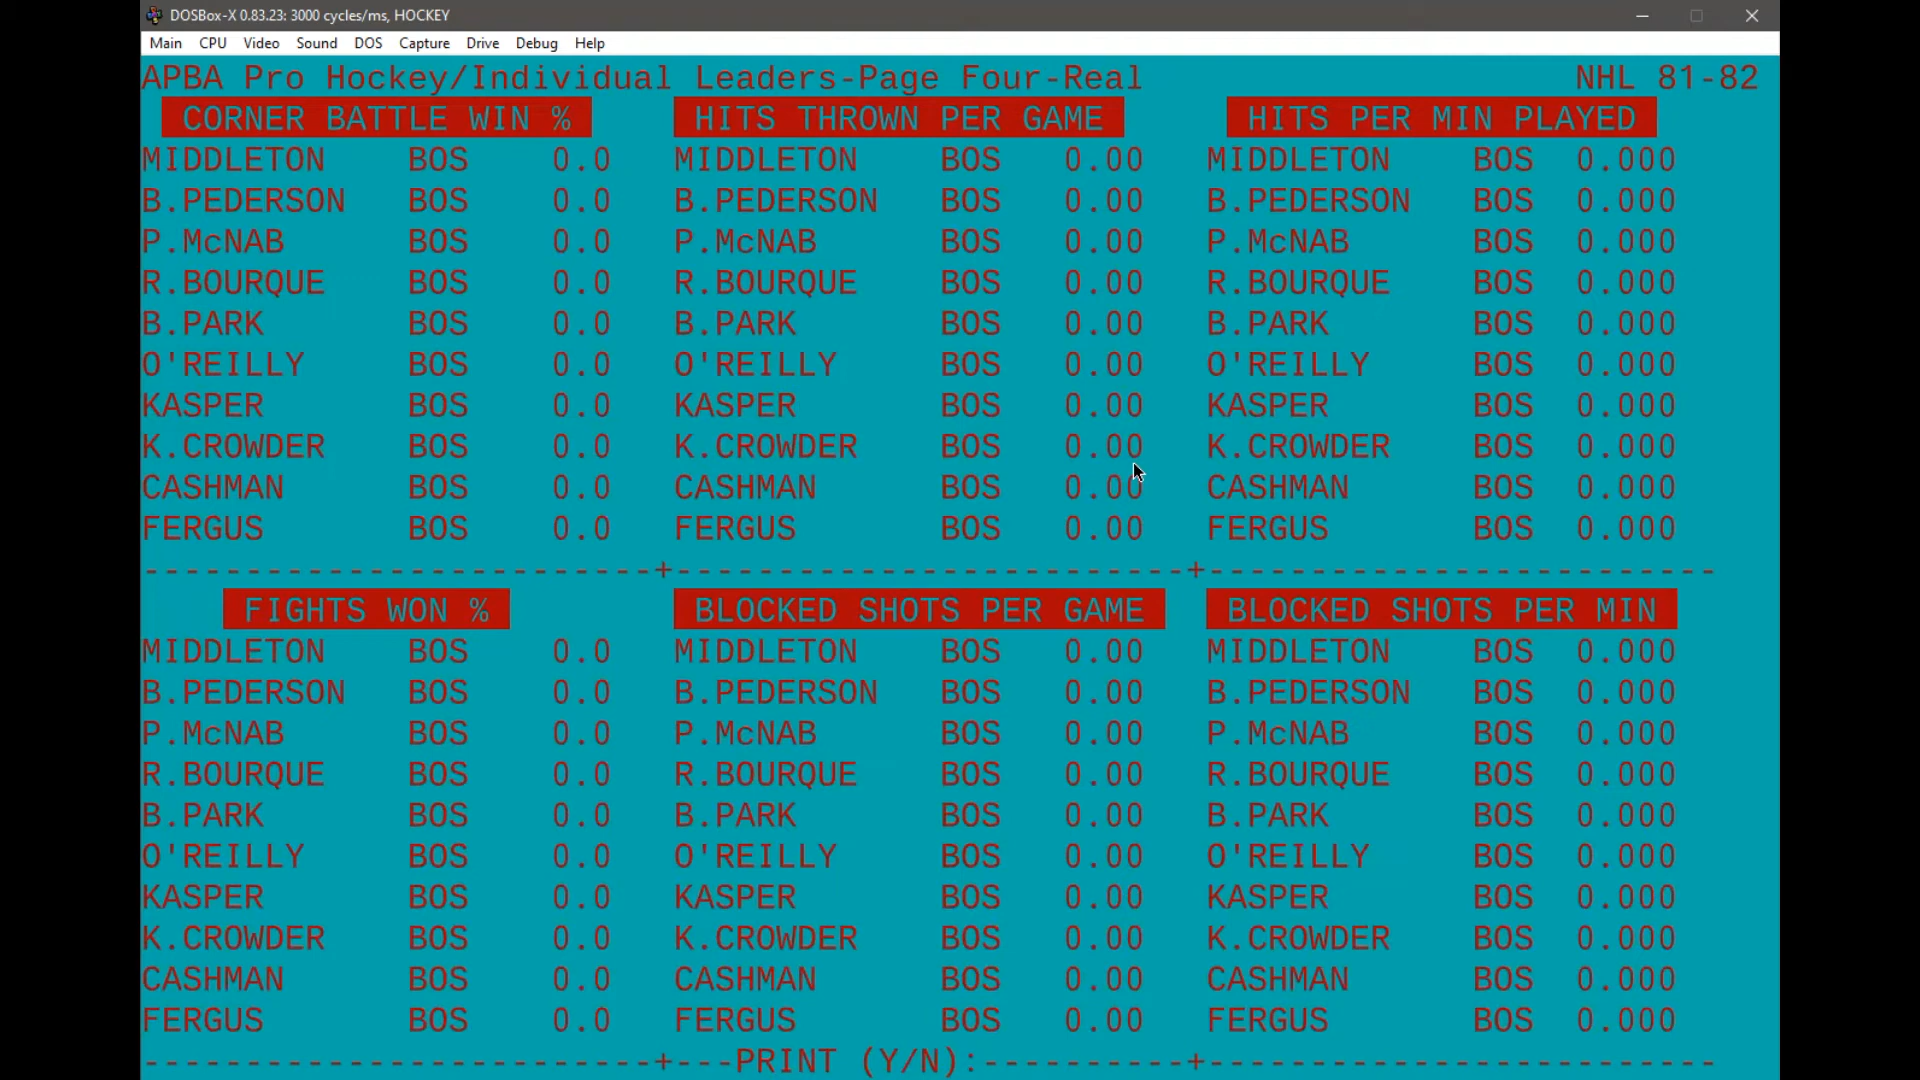 DOSBox-X 0.83.23: 3000 cycles/ms, HOCKEY
Main CPU Video Sound DOS Capture Drive Debug Help
APBA Pro Hockey/Individual Leaders-Page Four-Real NHL 81-82
CORNER BATTLE WIN % HITS THROWN PER GAME HITS PER MIN PLAYED
MIDDLETON BOS 0.0 MIDDLETON BOS 0.00 MIDDLETON BOS 0.000
B.PEDERSON BOS 0.0 B.PEDERSON BOS 0.00 B.PEDERSON BOS 0.000
P.McNAB BOS 0.0 P.McNAB BOS 0.00 P.McNAB BOS 0.000
R.BOURQUE BOS 0.0 R.BOURQUE BOS 0.00 R.BOURQUE BOS 0.000
B.PARK BOS 0.0 B.PARK BOS 0.00 B.PARK BOS 0.000
O'REILLY BOS 0.0 O'REILLY BOS 0.00 O'REILLY BOS 0.000
KASPER BOS 0.0 KASPER BOS 0.00 KASPER BOS 0.000
K.CROWDER BOS 0.0 K.CROWDER BOS 0.00 K.CROWDER BOS 0.000
CASHMAN BOS 0.0 CASHMAN BOS 0.00 CASHMAN BOS 0.000
FERGUS BOS 0.0 FERGUS BOS 0.00 FERGUS BOS 0.000
-------------------------+-------------------------+-------------------------
FIGHTS WON % BLOCKED SHOTS PER GAME BLOCKED SHOTS PER MIN
MIDDLETON BOS 0.0 MIDDLETON BOS 0.00 MIDDLETON BOS 0.000
B.PEDERSON BOS 0.0 B.PEDERSON BOS 0.00 B.PEDERSON BOS 0.000
P.McNAB BOS 0.0 P.McNAB BOS 0.00 P.McNAB BOS 0.000
R.BOURQUE BOS 0.0 R.BOURQUE BOS 0.00 R.BOURQUE BOS 0.000
B.PARK BOS 0.0 B.PARK BOS 0.00 B.PARK BOS 0.000
O'REILLY BOS 0.0 O'REILLY BOS 0.00 O'REILLY BOS 0.000
KASPER BOS 0.0 KASPER BOS 0.00 KASPER BOS 0.000
K.CROWDER BOS 0.0 K.CROWDER BOS 0.00 K.CROWDER BOS 0.000
CASHMAN BOS 0.0 CASHMAN BOS 0.00 CASHMAN BOS 0.000
FERGUS BOS 0.0 FERGUS BOS 0.00 FERGUS BOS 0.000
-------------------------+---PRINT (Y/N):----------+-------------------------